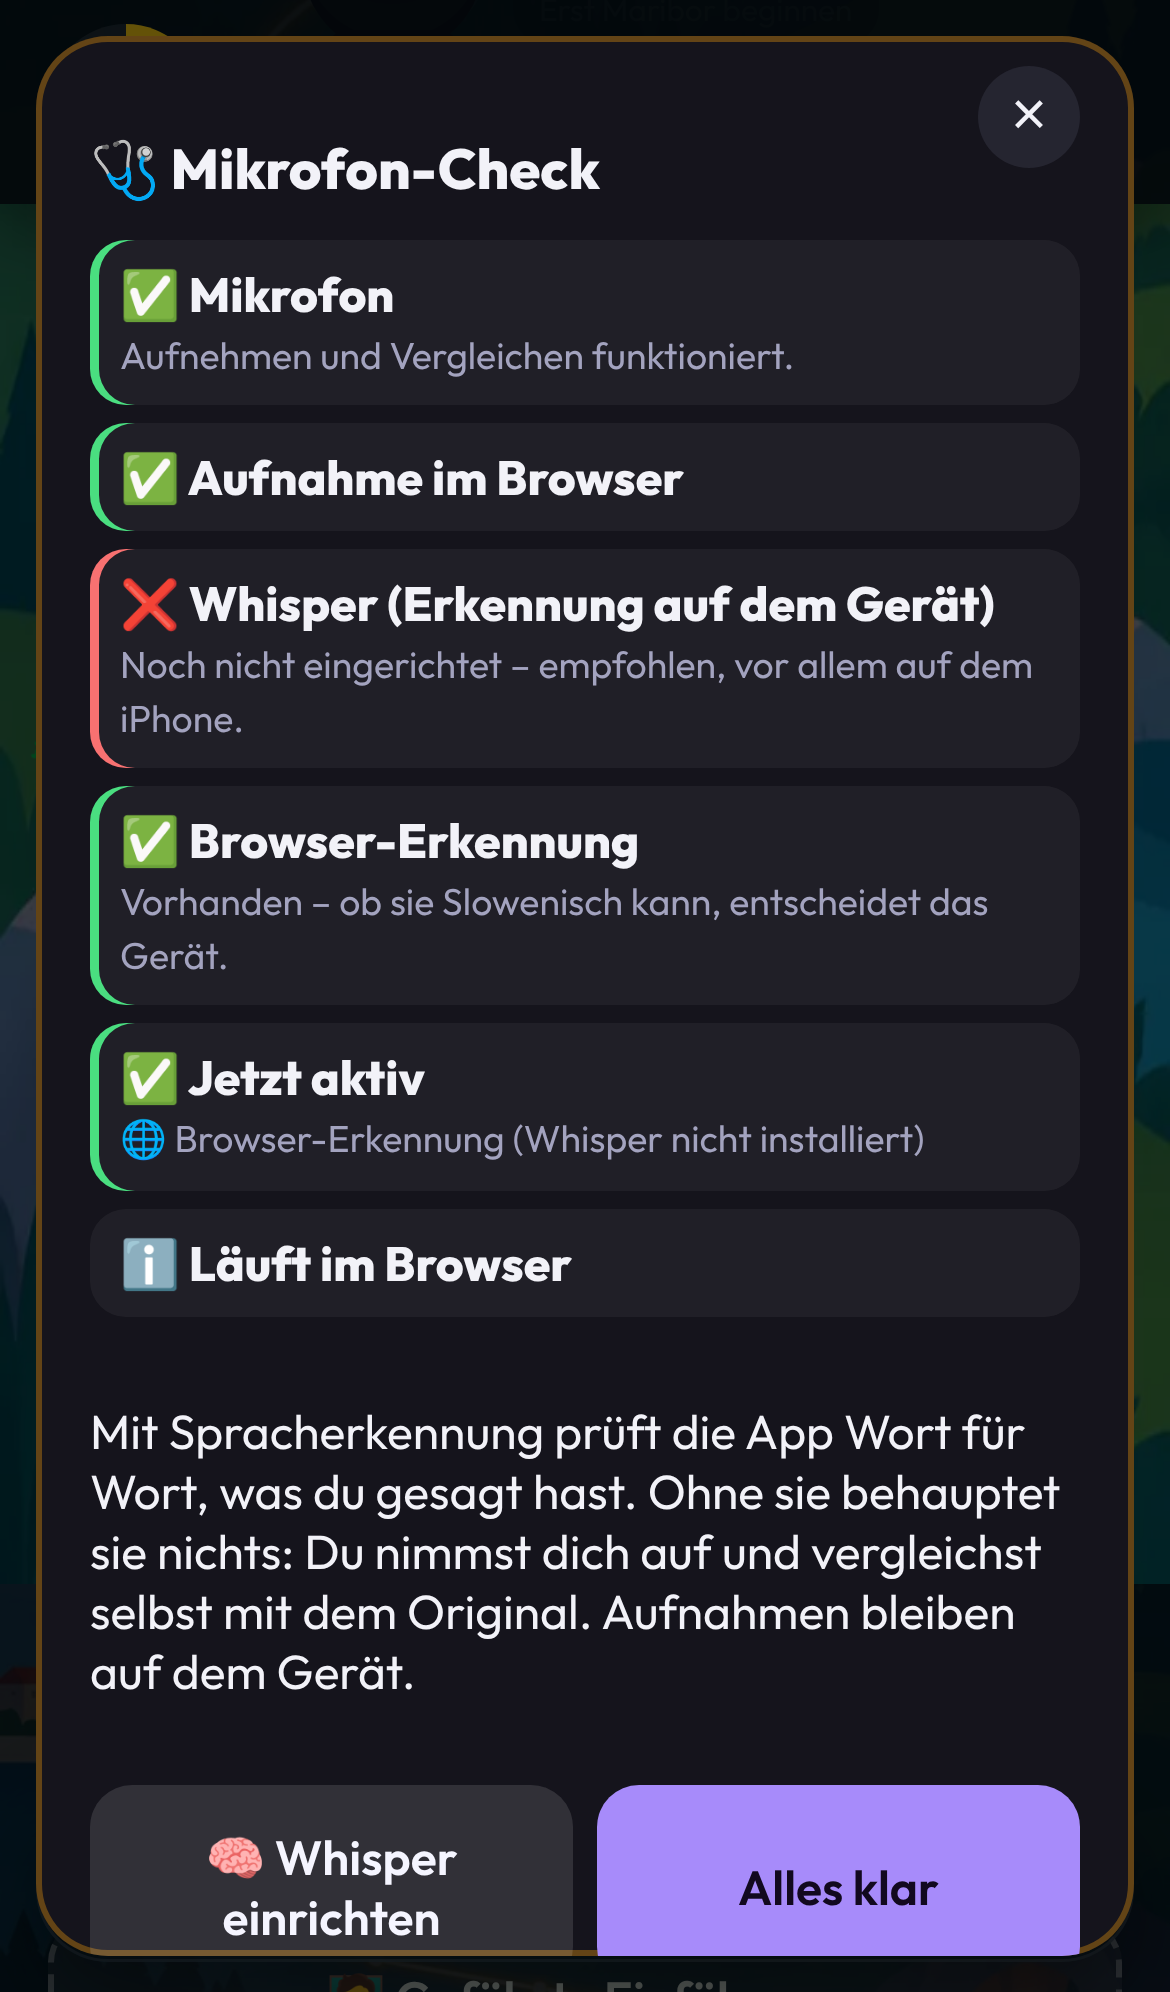 Erst Maribor beginnen
Mikrofon-Check
Mikrofon
Aufnehmen und Vergleichen funktioniert.
Aufnahme im Browser
Whisper (Erkennung auf dem Gerät)
Noch nicht eingerichtet – empfohlen, vor allem auf dem
iPhone.
Browser-Erkennung
Vorhanden – ob sie Slowenisch kann, entscheidet das
Gerät.
Jetzt aktiv
Browser-Erkennung (Whisper nicht installiert)
Läuft im Browser
Mit Spracherkennung prüft die App Wort für
Wort, was du gesagt hast. Ohne sie behauptet
sie nichts: Du nimmst dich auf und vergleichst
selbst mit dem Original. Aufnahmen bleiben
auf dem Gerät.
Whisper
einrichten
Alles klar